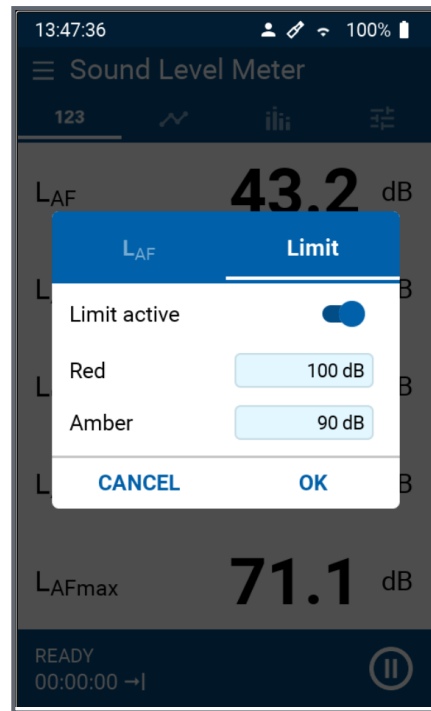 13:47:36 100%
Sound Level Meter
123
LAF 43.2 dB
LAF Limit
L B
Limit active
Red 100 dB
L B
Amber 90 dB
CANCEL OK
L B
LAFmax 71.1 dB
READY
00:00:00